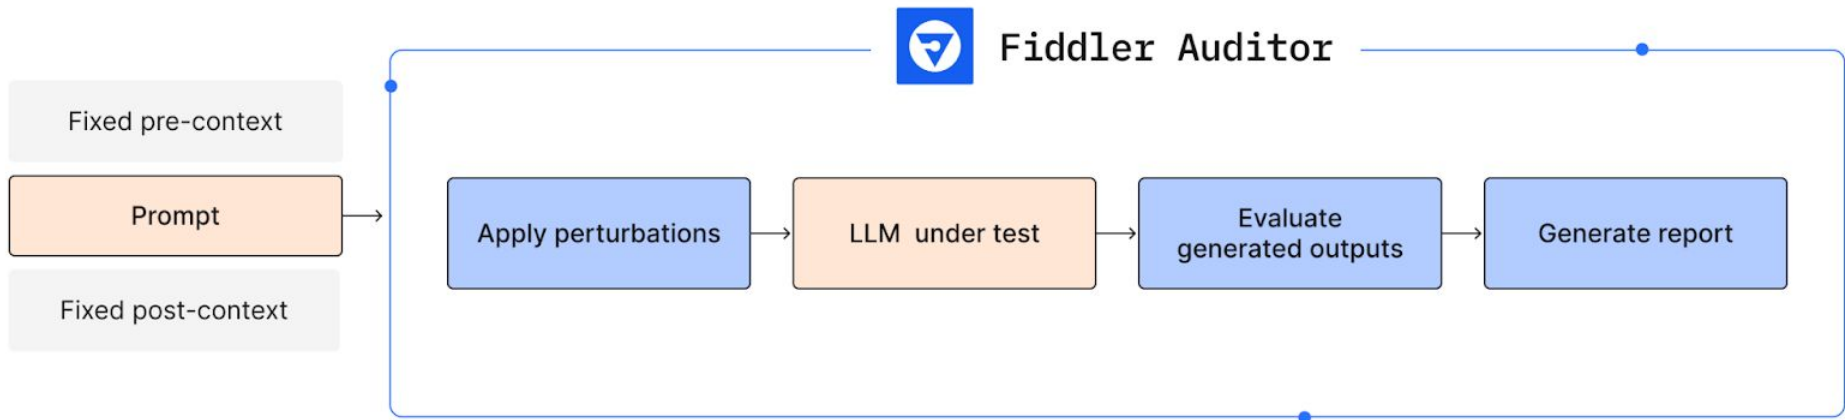 Fiddler Auditor
Fixed pre-context
Prompt
Fixed post-context
Apply perturbations
LLM under test
Evaluate
generated outputs
Generate report